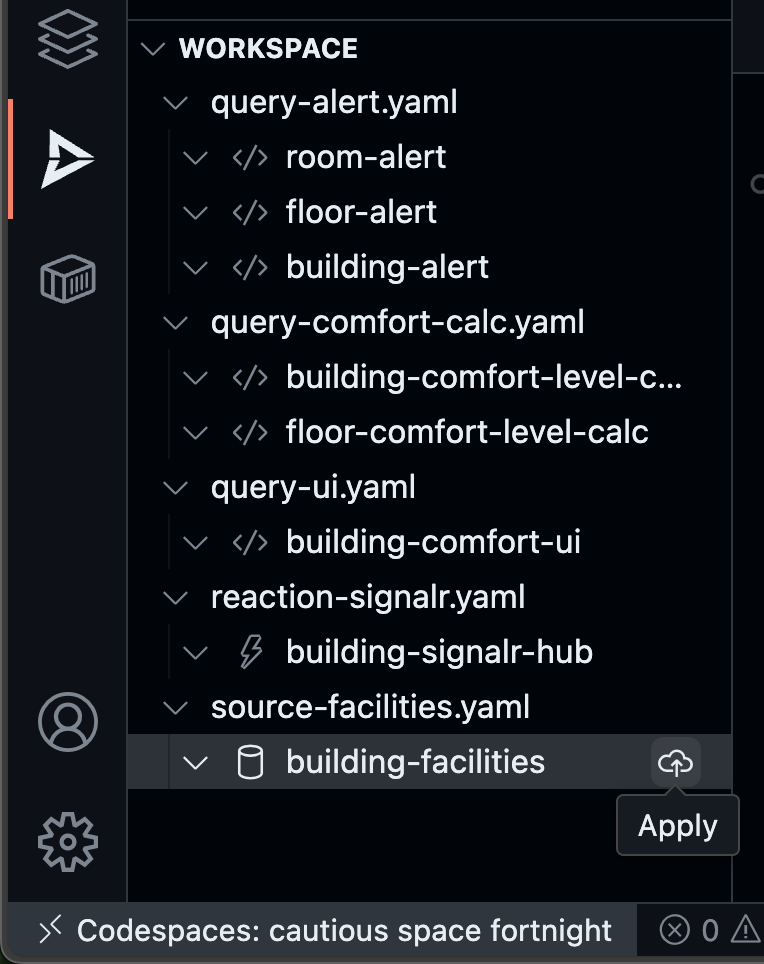 WORKSPACE
query-alert.yaml
</> room-alert
</> floor-alert
</> building-alert
query-comfort-calc.yaml
</> building-comfort-level-c...
</> floor-comfort-level-calc
query-ui.yaml
</> building-comfort-ui
reaction-signalr.yaml
building-signalr-hub
source-facilities.yaml
building-facilities
Apply
Codespaces: cautious space fortnight 0